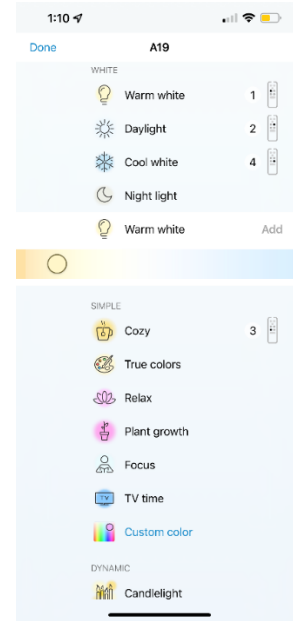 1:10
Done A19
WHITE
Warm white 1
Daylight 2
Cool white 4
Night light
Warm white Add
SIMPLE
Cozy 3
True colors
Relax
Plant growth
Focus
TV TV time
Custom color
DYNAMIC
Candlelight